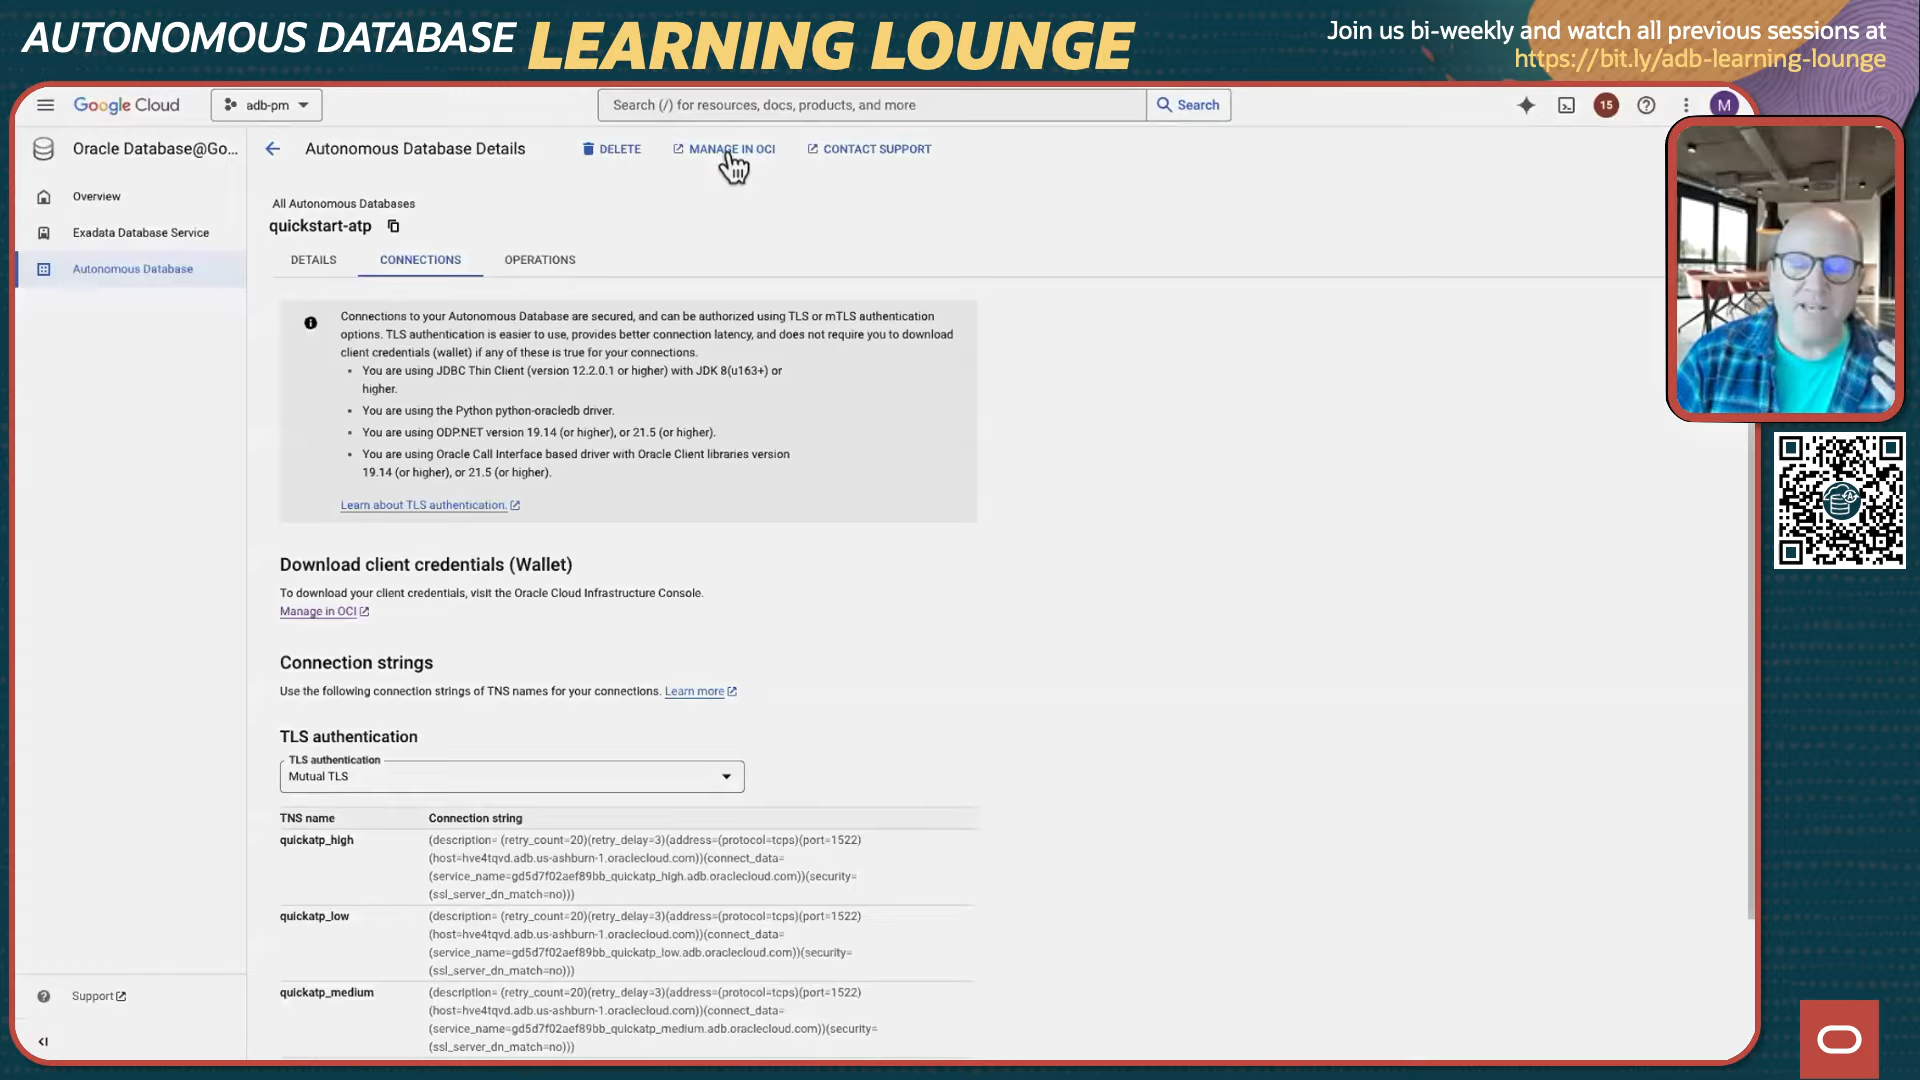 AUTONOMOUS DATABASE LEARNING LOUNGE
Join us bi-weekly and watch all previous sessions at
https://bit.ly/adb-learning-lounge
Google Cloud
adb-pm
Search (/) for resources, docs, products, and more
Search
15
M
Oracle Database@Go...
Autonomous Database Details
DELETE
MANAGE IN OCI
CONTACT SUPPORT
Overview
Exadata Database Service
Autonomous Database
All Autonomous Databases
quickstart-atp
DETAILS
CONNECTIONS
OPERATIONS
Connections to your Autonomous Database are secured, and can be authorized using TLS or mTLS authentication
options. TLS authentication is easier to use, provides better connection latency, and does not require you to download
client credentials (wallet) if any of these is true for your connections.
• You are using JDBC Thin Client (version 12.2.0.1 or higher) with JDK 8(u163+) or
higher.
• You are using the Python python-oracledb driver.
• You are using ODP.NET version 19.14 (or higher), or 21.5 (or higher).
• You are using Oracle Call Interface based driver with Oracle Client libraries version
19.14 (or higher), or 21.5 (or higher).
Learn about TLS authentication.
Download client credentials (Wallet)
To download your client credentials, visit the Oracle Cloud Infrastructure Console.
Manage in OCI
Connection strings
Use the following connection strings of TNS names for your connections. Learn more
TLS authentication
TLS authentication
Mutual TLS
TNS name
Connection string
quickatp_high
(description= (retry_count=20)(retry_delay=3)(address=(protocol=tcps)(port=1522)
(host=hve4tqvd.adb.us-ashburn-1.oraclecloud.com))(connect_data=
(service_name=gd5d7f02aef89bb_quickatp_high.adb.oraclecloud.com))(security=
(ssl_server_dn_match=no)))
quickatp_low
(description= (retry_count=20)(retry_delay=3)(address=(protocol=tcps)(port=1522)
(host=hve4tqvd.adb.us-ashburn-1.oraclecloud.com))(connect_data=
(service_name=gd5d7f02aef89bb_quickatp_low.adb.oraclecloud.com))(security=
(ssl_server_dn_match=no)))
quickatp_medium
(description= (retry_count=20)(retry_delay=3)(address=(protocol=tcps)(port=1522)
(host=hve4tqvd.adb.us-ashburn-1.oraclecloud.com))(connect_data=
(service_name=gd5d7f02aef89bb_quickatp_medium.adb.oraclecloud.com))(security=
(ssl_server_dn_match=no)))
Support